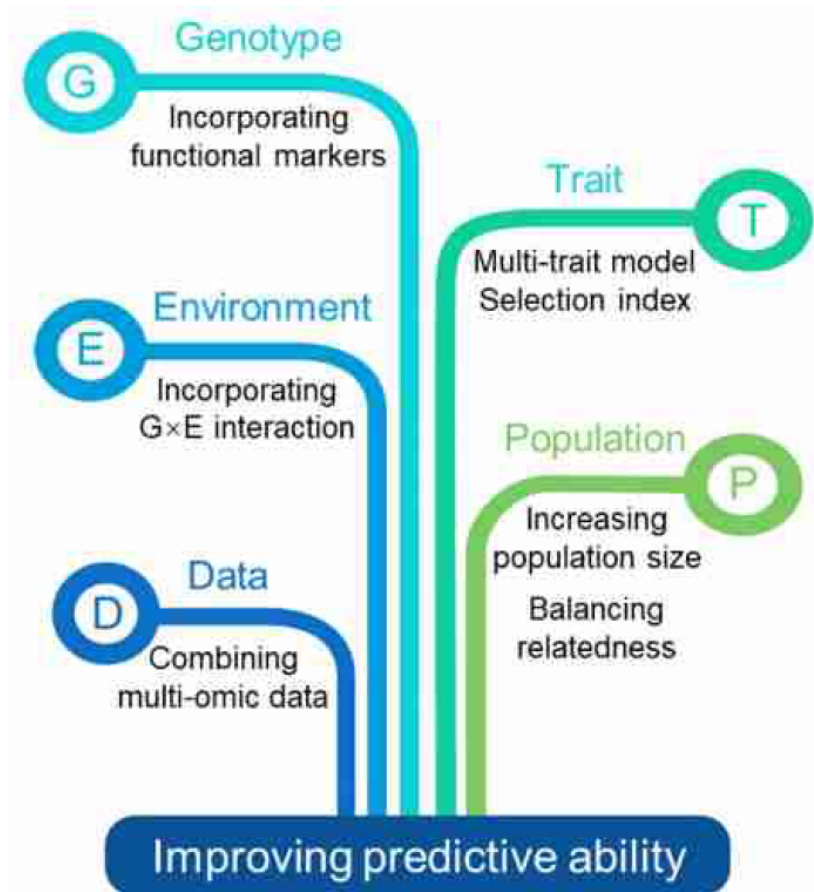 G
Genotype
Incorporating
functional markers
T
Trait
Multi-trait model
Selection index
E
Environment
Incorporating
G×E interaction
P
Population
Increasing
population size
Balancing
relatedness
D
Data
Combining
multi-omic data
Improving predictive ability